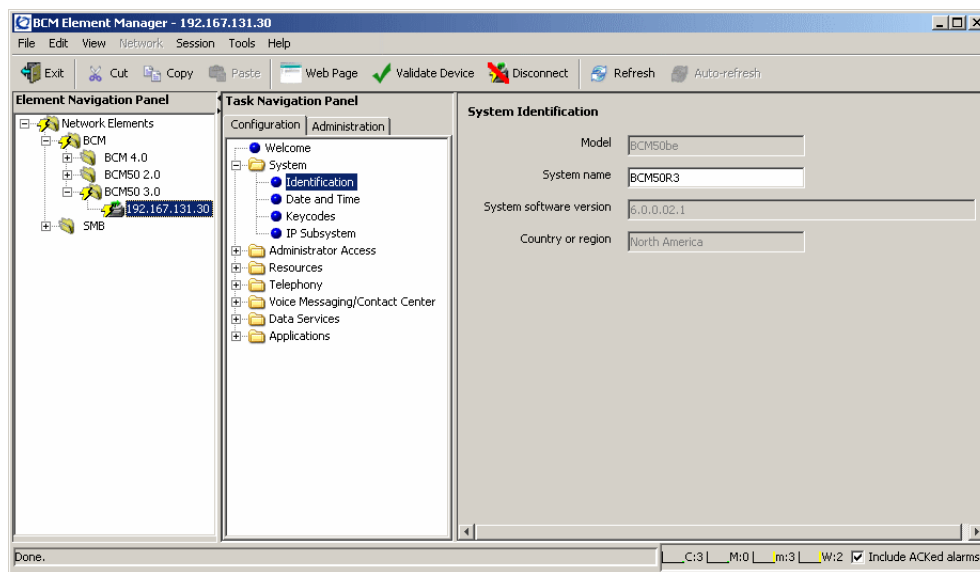 BCM Element Manager - 192.167.131.30
File Edit View Network Session Tools Help
Exit Cut Copy Paste Web Page Validate Device Disconnect Refresh Auto-refresh
Element Navigation Panel
Network Elements
BCM
BCM 4.0
BCM50 2.0
BCM50 3.0
192.167.131.30
SMB
Task Navigation Panel
Configuration Administration
Welcome
System
Identification
Date and Time
Keycodes
IP Subsystem
Administrator Access
Resources
Telephony
Voice Messaging/Contact Center
Data Services
Applications
System Identification
Model BCM50be
System name BCM50R3
System software version 6.0.0.02.1
Country or region North America
Done.
C:3 M:0 m:3 W:2 Include ACKed alarms